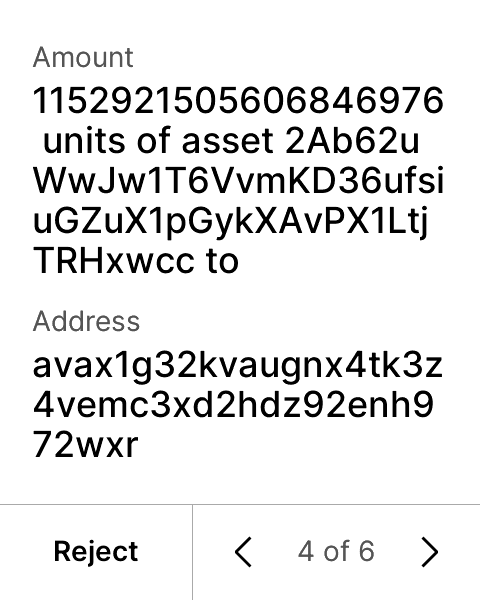 Amount
1152921505606846976
units of asset 2Ab62u
WwJw1T6VvmKD36ufsi
uGZuX1pGykXAvPX1Ltj
TRHxwcc to
Address
avax1g32kvaugnx4tk3z
4vemc3xd2hdz92enh9
72wxr
Reject
4 of 6